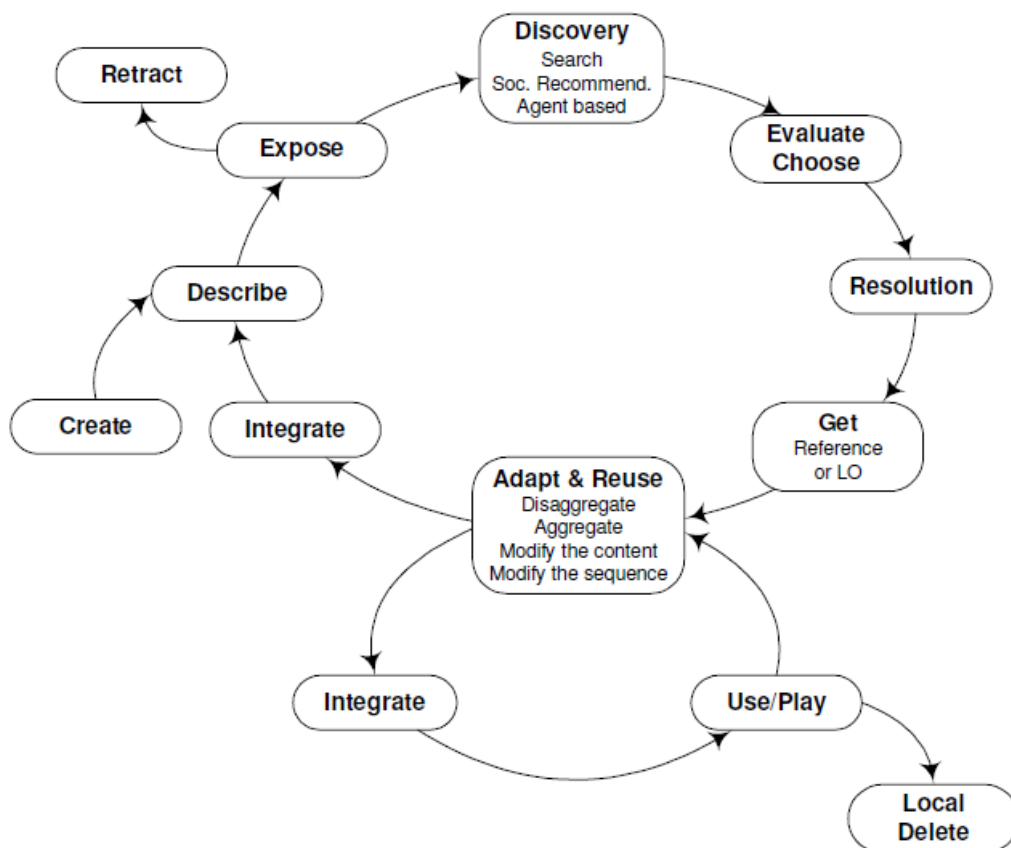 Discovery
Search
Soc. Recommend.
Agent based
Retract
Expose
Evaluate
Choose
Describe
Resolution
Create
Integrate
Get
Reference
or LO
Adapt & Reuse
Disaggregate
Aggregate
Modify the content
Modify the sequence
Integrate
Use/Play
Local
Delete